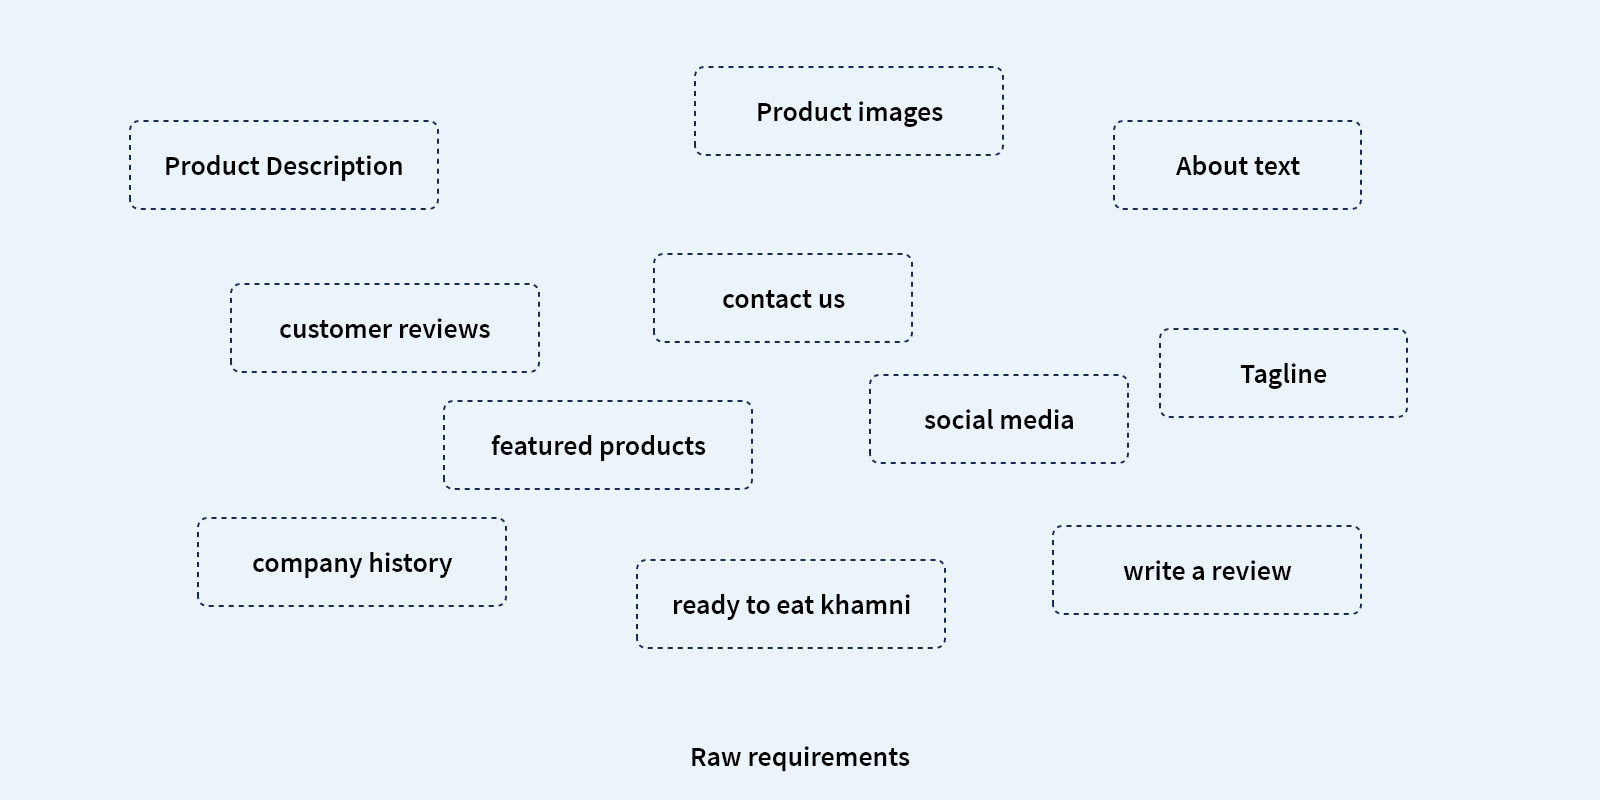 Product images
Product Description
About text
contact us
customer reviews
Tagline
social media
featured products
company history
write a review
ready to eat khamni
Raw requirements